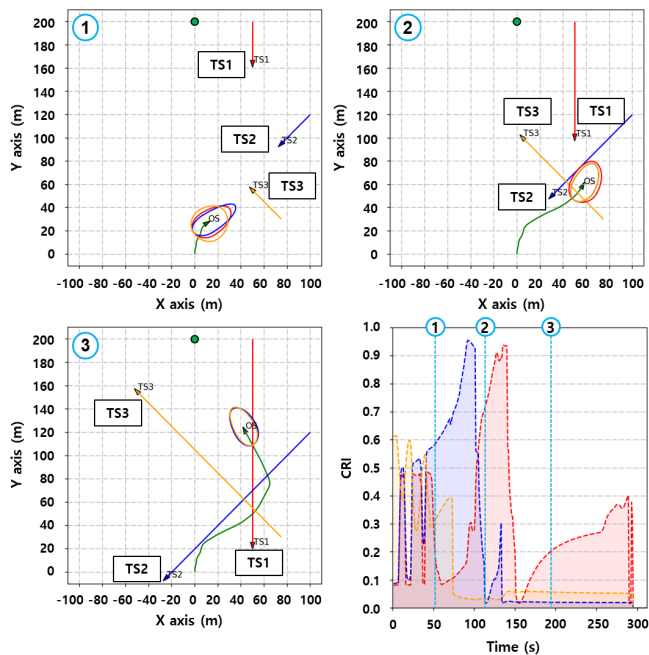 1
200
180
160
140
120
100
80
60
40
20
0
Y axis (m)
-100 -80 -60 -40 -20 0 20 40 60 80 100
X axis (m)
TS1
TS1
TS2
TS2
TS3
TS3
OS
2
200
180
160
140
120
100
80
60
40
20
0
Y axis (m)
-100 -80 -60 -40 -20 0 20 40 60 80 100
X axis (m)
TS3
TS1
TS3
TS1
OS
TS2
TS2
3
200
180
160
140
120
100
80
60
40
20
0
Y axis (m)
-100 -80 -60 -40 -20 0 20 40 60 80 100
X axis (m)
TS3
TS3
OS
TS1
TS1
TS2
TS2
1 2 3
1.0
0.9
0.8
0.7
0.6
0.5
0.4
0.3
0.2
0.1
0.0
CRI
0 50 100 150 200 250 300
Time (s)